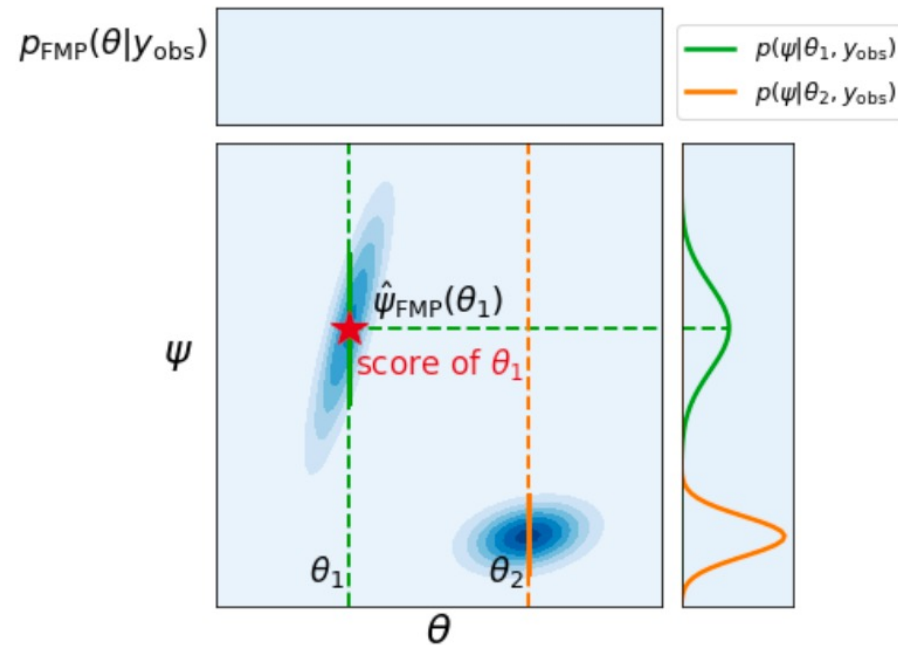 p_FMP(θ|y_obs)
p(ψ|θ₁, y_obs)
p(ψ|θ₂, y_obs)
ψ̂_FMP(θ₁)
score of θ₁
ψ
θ₁
θ₂
θ